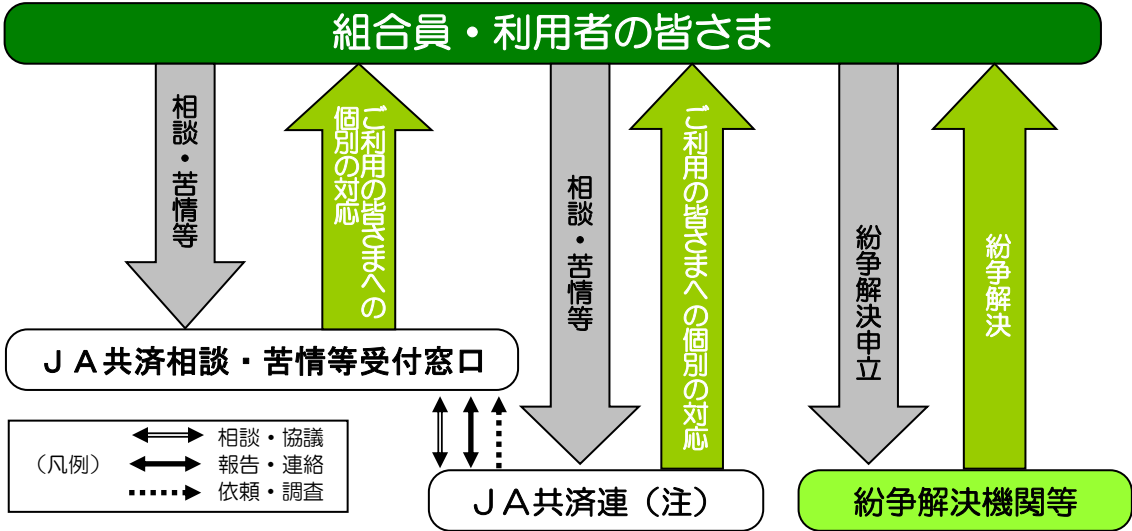 組合員・利用者の皆さま
相談・苦情等
ご利用の皆さまへの
個別の対応
相談・苦情等
ご利用の皆さまへの個別の対応
紛争解決申立
紛争解決
ＪＡ共済相談・苦情等受付窓口
（凡例）
相談・協議
報告・連絡
依頼・調査
ＪＡ共済連（注）
紛争解決機関等